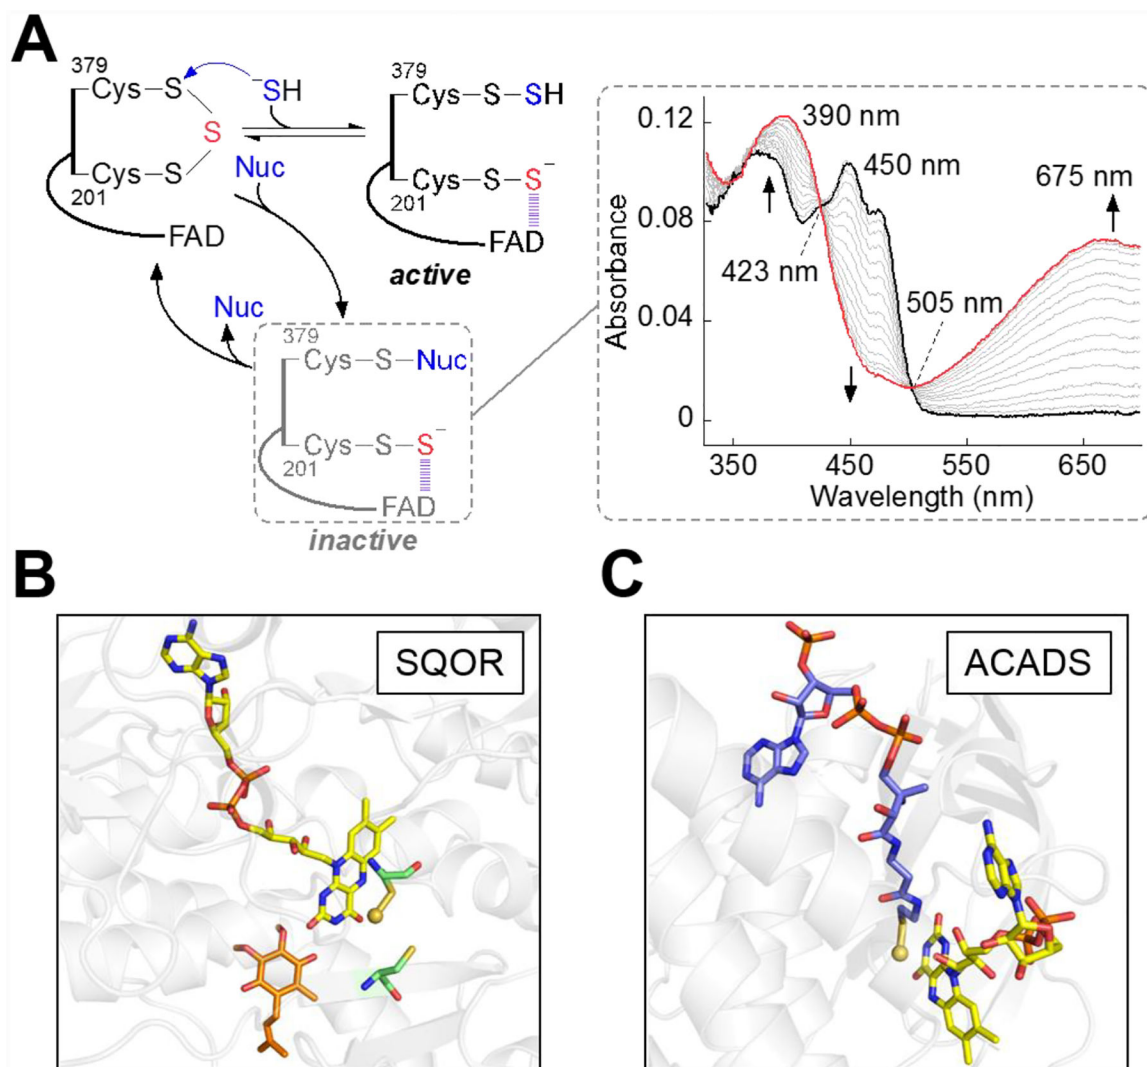 A
379
Cys S
S
Cys S
201
FAD
⁻SH
Nuc
Nuc
379
Cys S SH
Cys S S⁻
201
FAD
active
379
Cys S Nuc
Cys S S⁻
201
FAD
inactive
Absorbance
0.12
0.08
0.04
0
390 nm
450 nm
675 nm
423 nm
505 nm
350 450 550 650
Wavelength (nm)
B
SQOR
C
ACADS